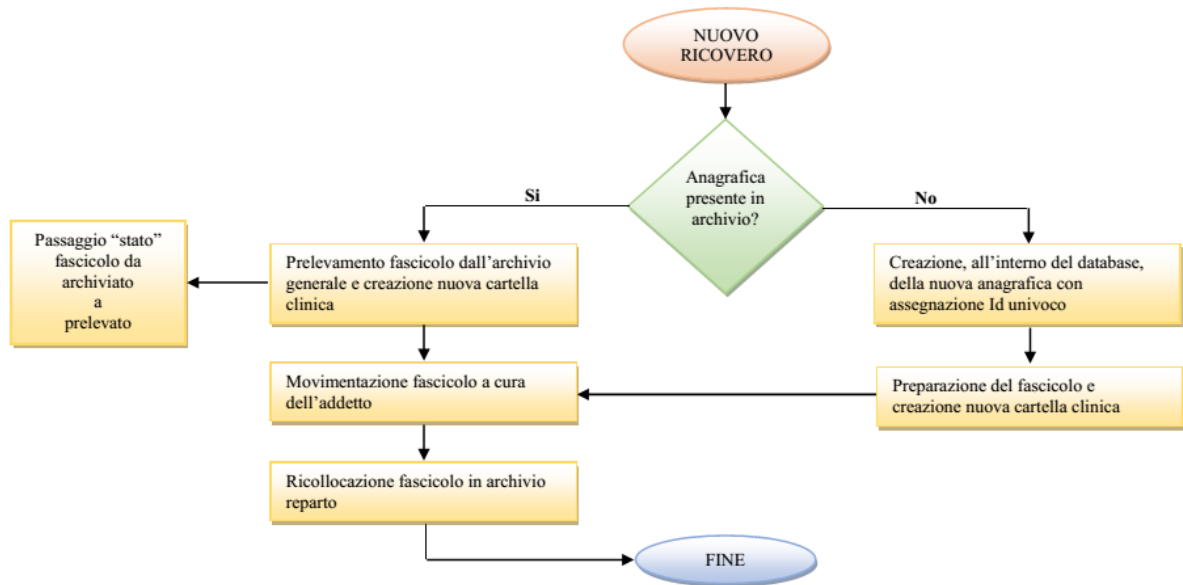 NUOVO
RICOVERO
Anagrafica
presente in
archivio?
Si
No
Passaggio “stato”
fascicolo da
archiviato
a
prelevato
Prelevamento fascicolo dall’archivio
generale e creazione nuova cartella
clinica
Creazione, all’interno del database,
della nuova anagrafica con
assegnazione Id univoco
Movimentazione fascicolo a cura
dell’addetto
Preparazione del fascicolo e
creazione nuova cartella clinica
Ricollocazione fascicolo in archivio
reparto
FINE